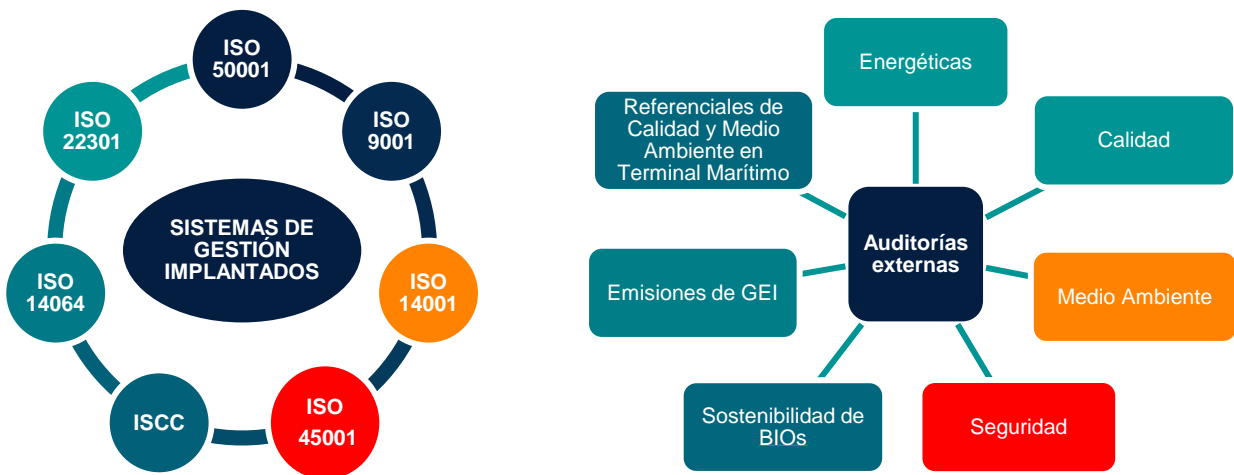 ISO
50001
ISO
9001
ISO
14001
ISO
45001
ISCC
ISO
14064
ISO
22301
SISTEMAS DE
GESTIÓN
IMPLANTADOS
Energéticas
Calidad
Medio Ambiente
Seguridad
Sostenibilidad de
BIOs
Emisiones de GEI
Referenciales de
Calidad y Medio
Ambiente en
Terminal Marítimo
Auditorías
externas